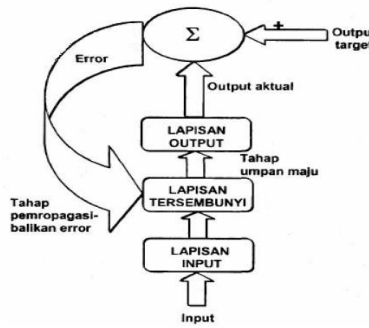 Σ
+
Output
target
Error
Output aktual
LAPISAN
OUTPUT
Tahap
umpan maju
LAPISAN
TERSEMBUNYI
Tahap
pemropagasi-
balikan error
LAPISAN
INPUT
Input